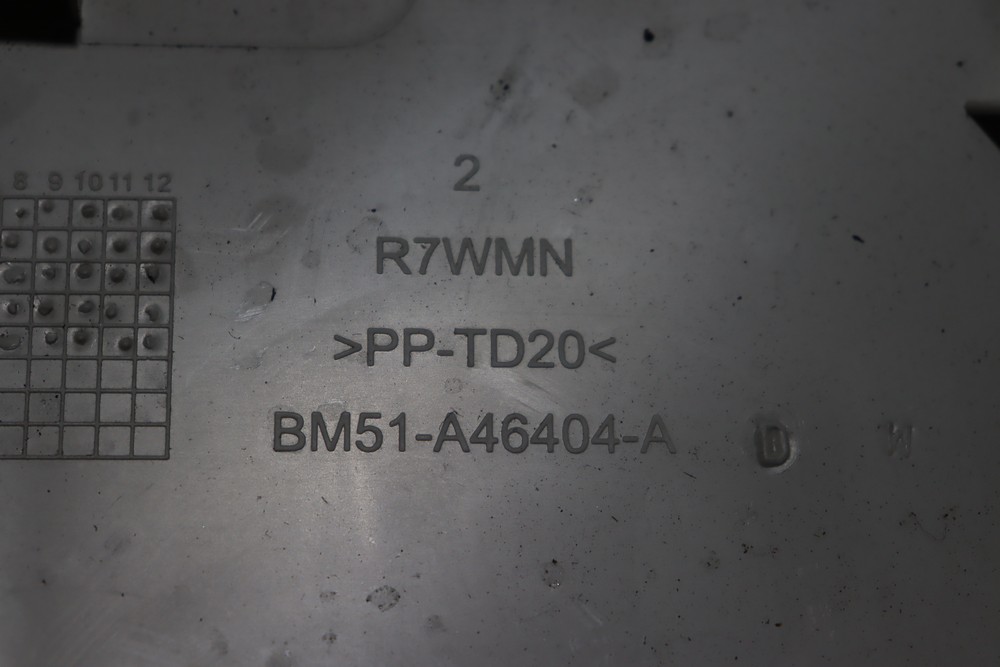 2
8 9 10 11 12
R7WMN
>PP-TD20<
BM51-A46404-A
D W